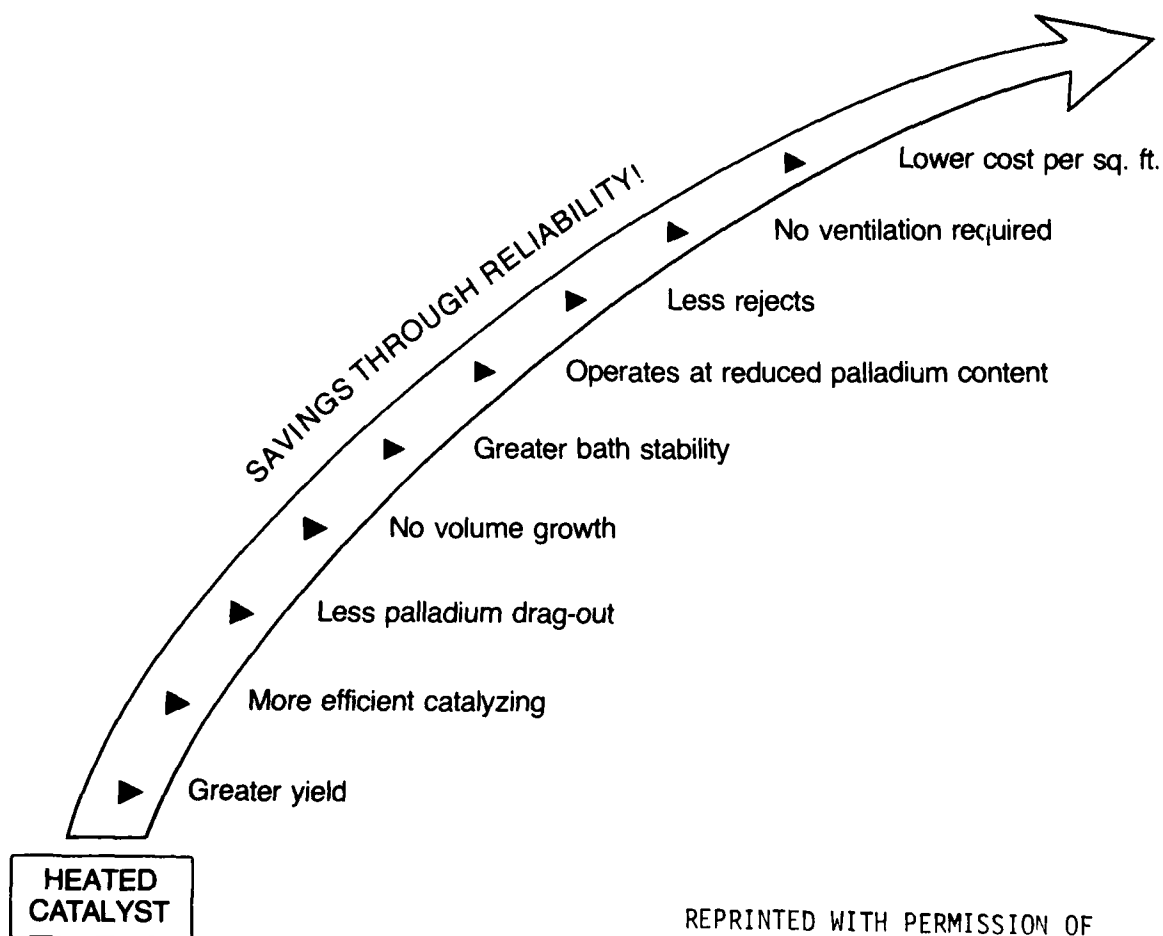 Lower cost per sq. ft.
No ventilation required
Less rejects
SAVINGS THROUGH RELIABILITY!
Operates at reduced palladium content
Greater bath stability
No volume growth
Less palladium drag-out
More efficient catalyzing
Greater yield
HEATED
CATALYST
REPRINTED WITH PERMISSION OF